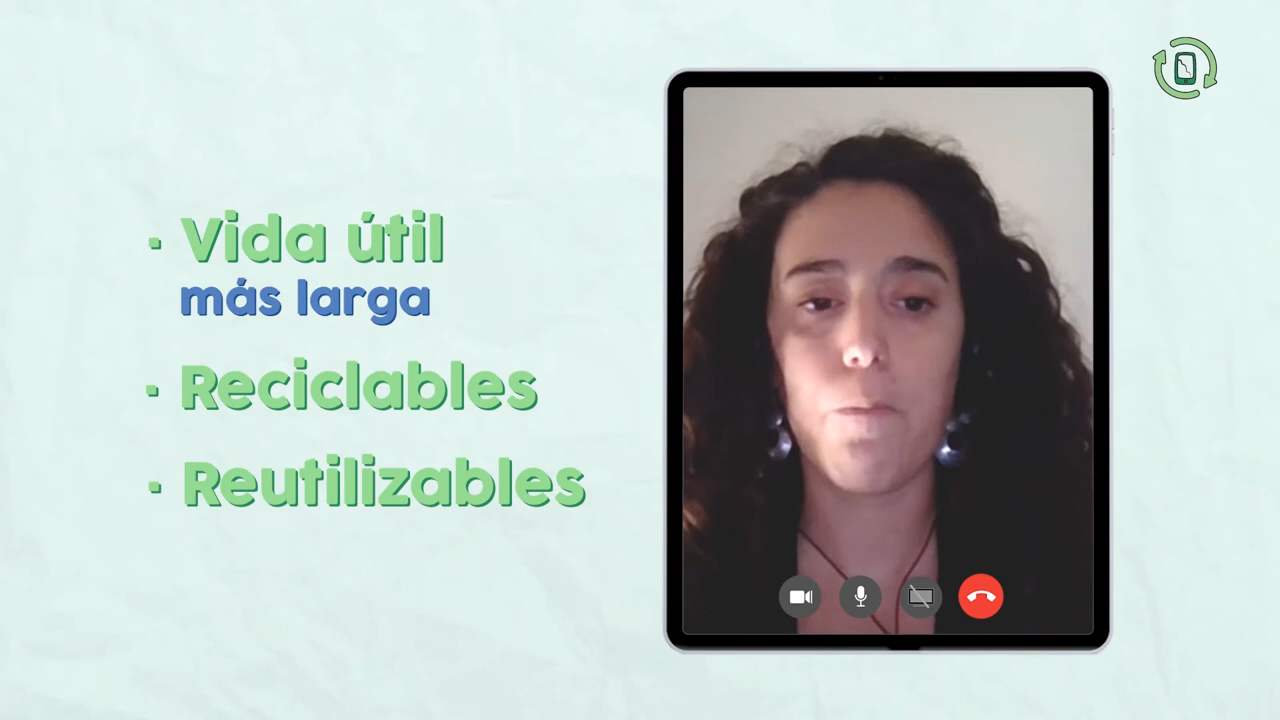 · Vida útil
más larga
· Reciclables
· Reutilizables